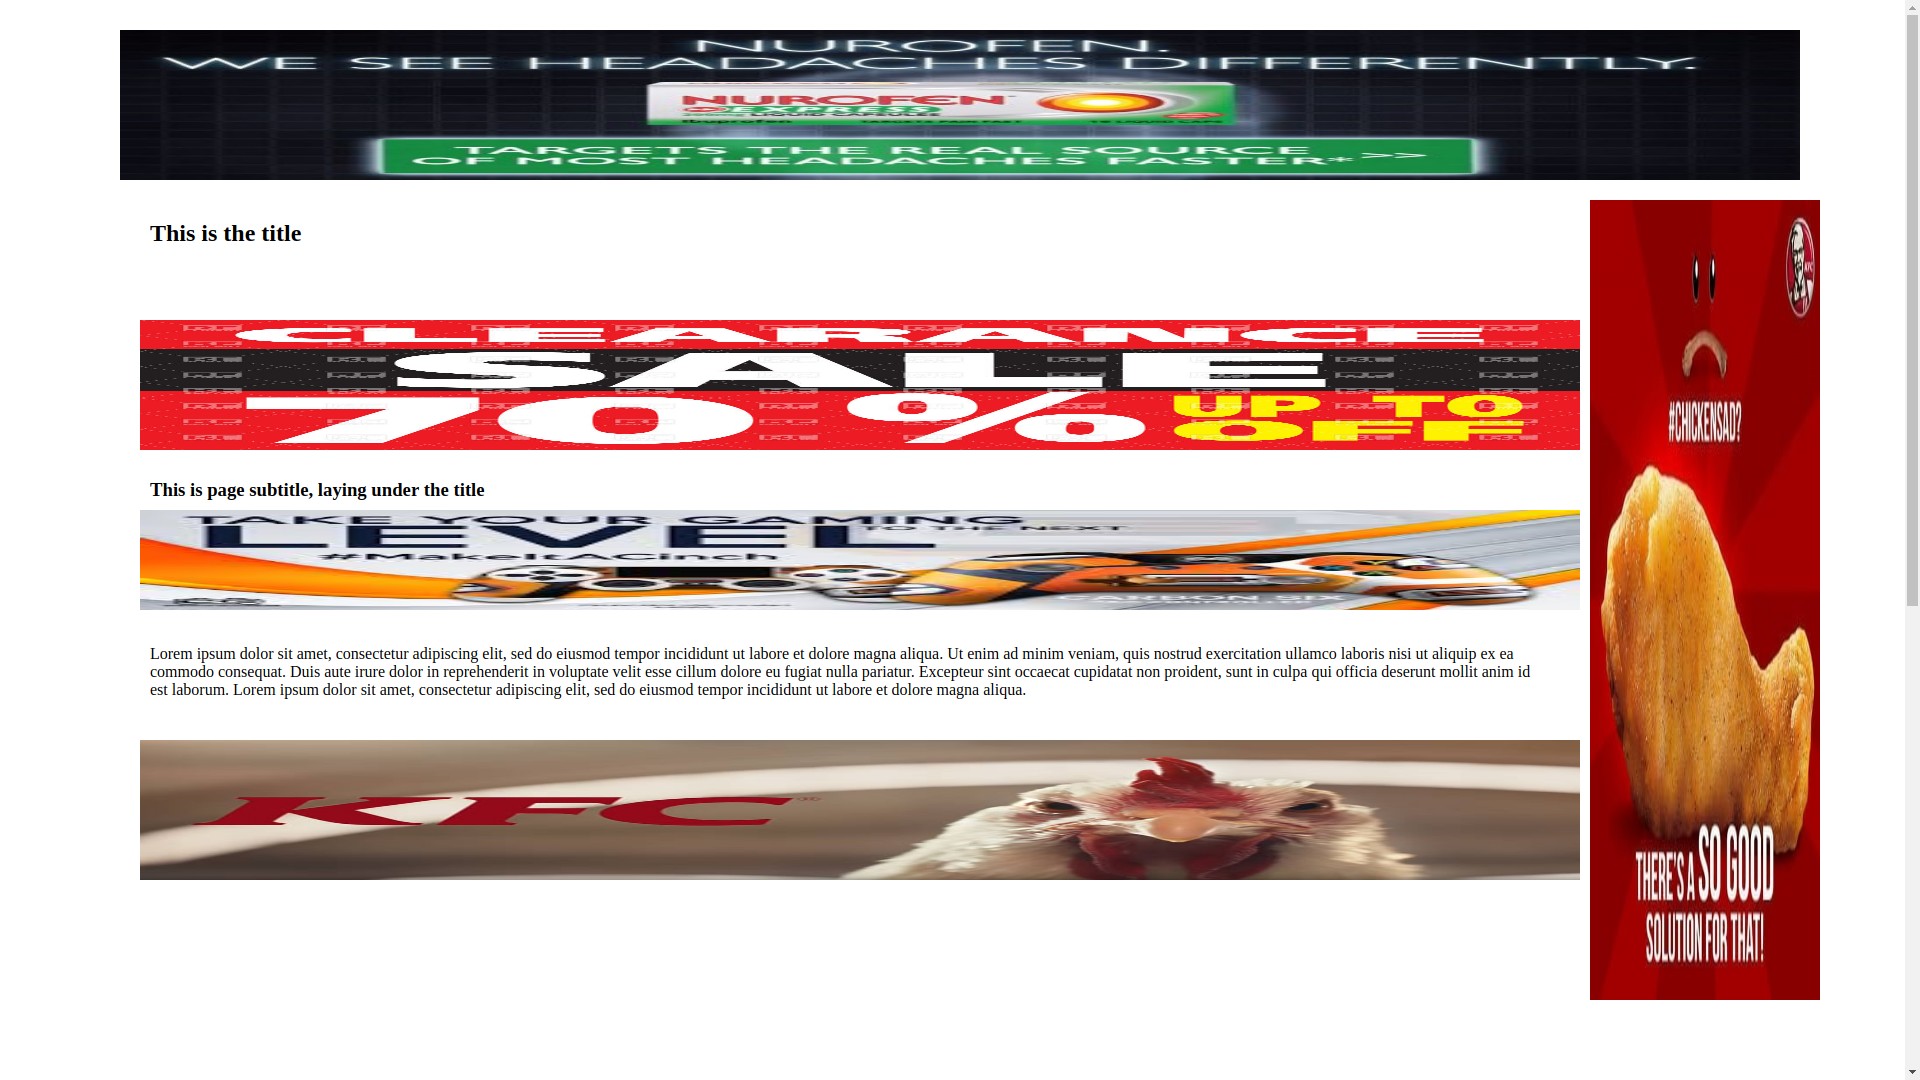 NUROFEN.
WE SEE HEADACHES DIFFERENTLY.
NUROFEN
EXPRESS
LIQUID CAPSULES
TARGETS THE REAL SOURCE
OF MOST HEADACHES FASTER* >>
This is the title
CLEARANCE
SALE
70% UP TO
OFF
This is page subtitle, laying under the title
TAKE YOUR GAMING
LEVEL TO THE NEXT
#MakeItACinch
Lorem ipsum dolor sit amet, consectetur adipiscing elit, sed do eiusmod tempor incididunt ut labore et dolore magna aliqua. Ut enim ad minim veniam, quis nostrud exercitation ullamco laboris nisi ut aliquip ex ea
commodo consequat. Duis aute irure dolor in reprehenderit in voluptate velit esse cillum dolore eu fugiat nulla pariatur. Excepteur sint occaecat cupidatat non proident, sunt in culpa qui officia deserunt mollit anim id
est laborum. Lorem ipsum dolor sit amet, consectetur adipiscing elit, sed do eiusmod tempor incididunt ut labore et dolore magna aliqua.
KFC®
KFC
#CHICKENSAD?
THERE'S A SO GOOD
SOLUTION FOR THAT!